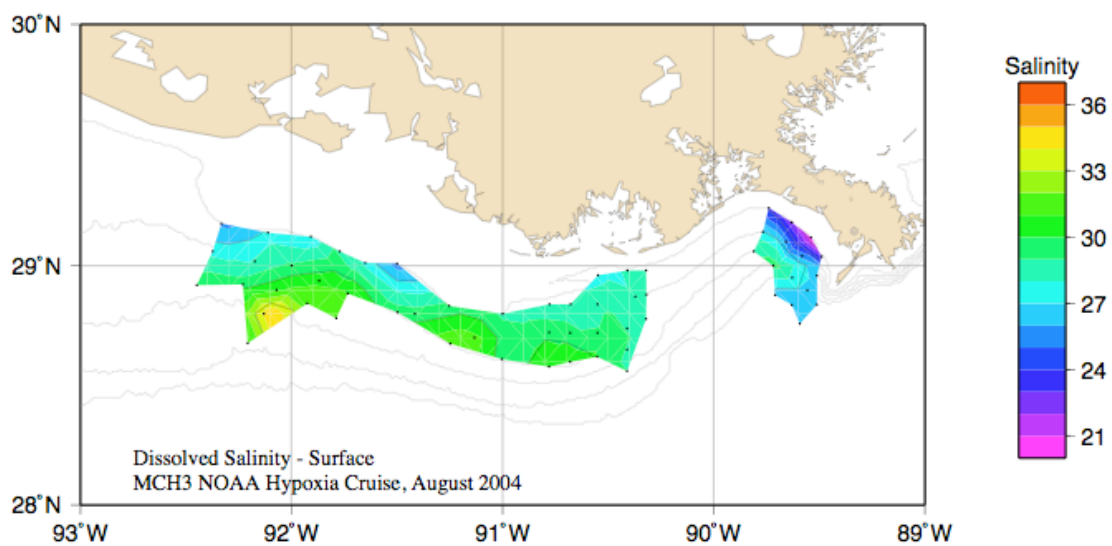 30˚N
Salinity
36
33
29˚N
30
27
24
21
Dissolved Salinity - Surface
MCH3 NOAA Hypoxia Cruise, August 2004
28˚N
93˚W 92˚W 91˚W 90˚W 89˚W